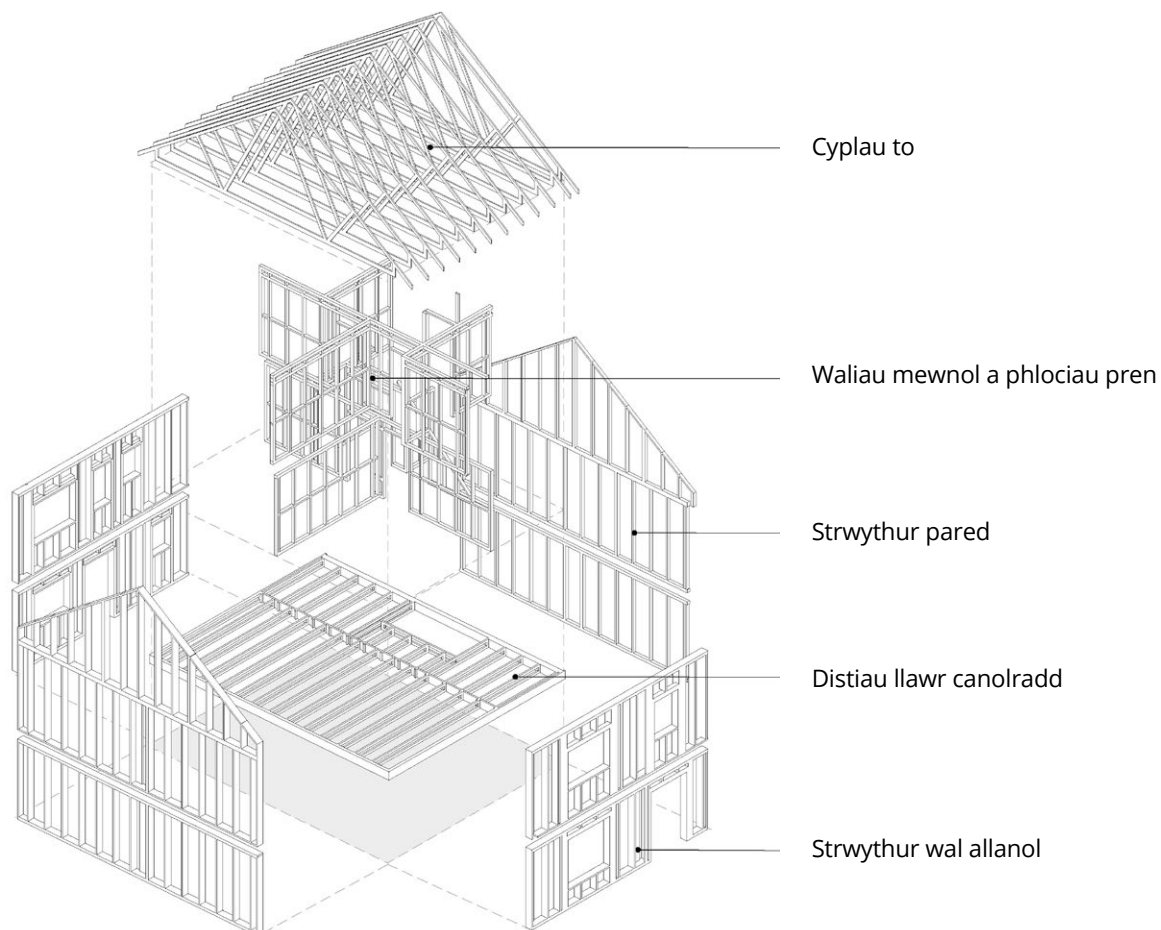 Cyplau to
Waliau mewnol a phlociau pren
Strwythur pared
Distiau llawr canolradd
Strwythur wal allanol